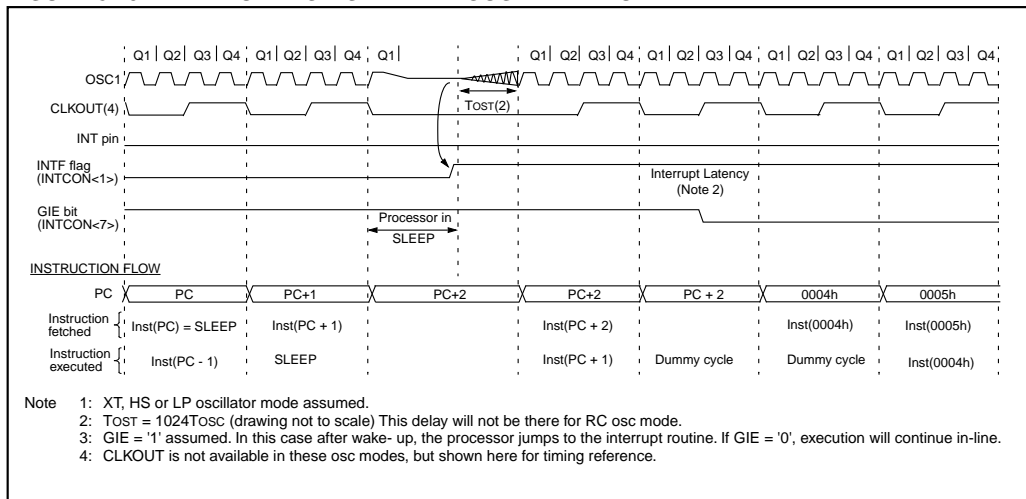 Q1 Q2 Q3 Q4 Q1 Q2 Q3 Q4 Q1 Q1 Q2 Q3 Q4 Q1 Q2 Q3 Q4 Q1 Q2 Q3 Q4 Q1 Q2 Q3 Q4
OSC1
TOST(2)
CLKOUT(4)
INT pin
INTF flag
(INTCON<1>)
Interrupt Latency
(Note 2)
GIE bit
(INTCON<7>)
Processor in
SLEEP
INSTRUCTION FLOW
PC PC PC+1 PC+2 PC+2 PC + 2 0004h 0005h
Instruction
fetched
Inst(PC) = SLEEP Inst(PC + 1) Inst(PC + 2) Inst(0004h) Inst(0005h)
Instruction
executed
Inst(PC - 1) SLEEP Inst(PC + 1) Dummy cycle Dummy cycle Inst(0004h)
Note 1: XT, HS or LP oscillator mode assumed.
2: TOST = 1024TOSC (drawing not to scale) This delay will not be there for RC osc mode.
3: GIE = '1' assumed. In this case after wake- up, the processor jumps to the interrupt routine. If GIE = '0', execution will continue in-line.
4: CLKOUT is not available in these osc modes, but shown here for timing reference.